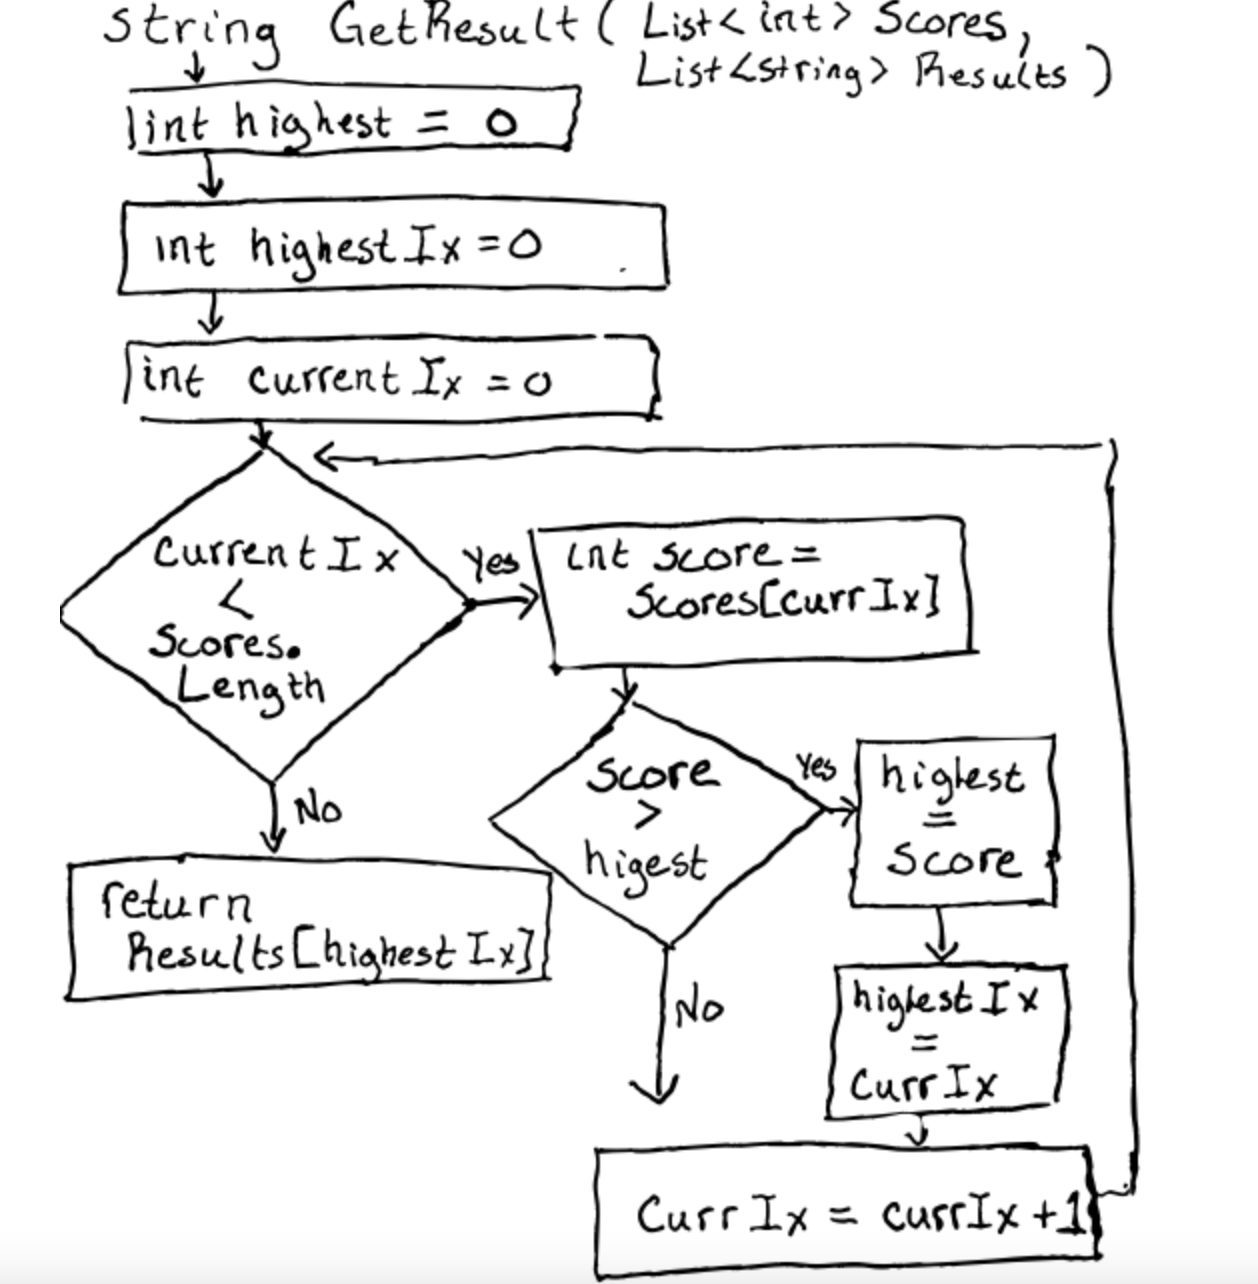 String GetResult( List<int> Scores,
List<string> Results )
int highest = 0
int highestIx = 0
int currentIx = 0
CurrentIx
<
Scores.
Length
Yes
int score =
Scores[currIx]
No
return
Results[highestIx]
Score
>
higest
Yes
highest
=
Score
No
highestIx
=
CurrIx
CurrIx = currIx +1